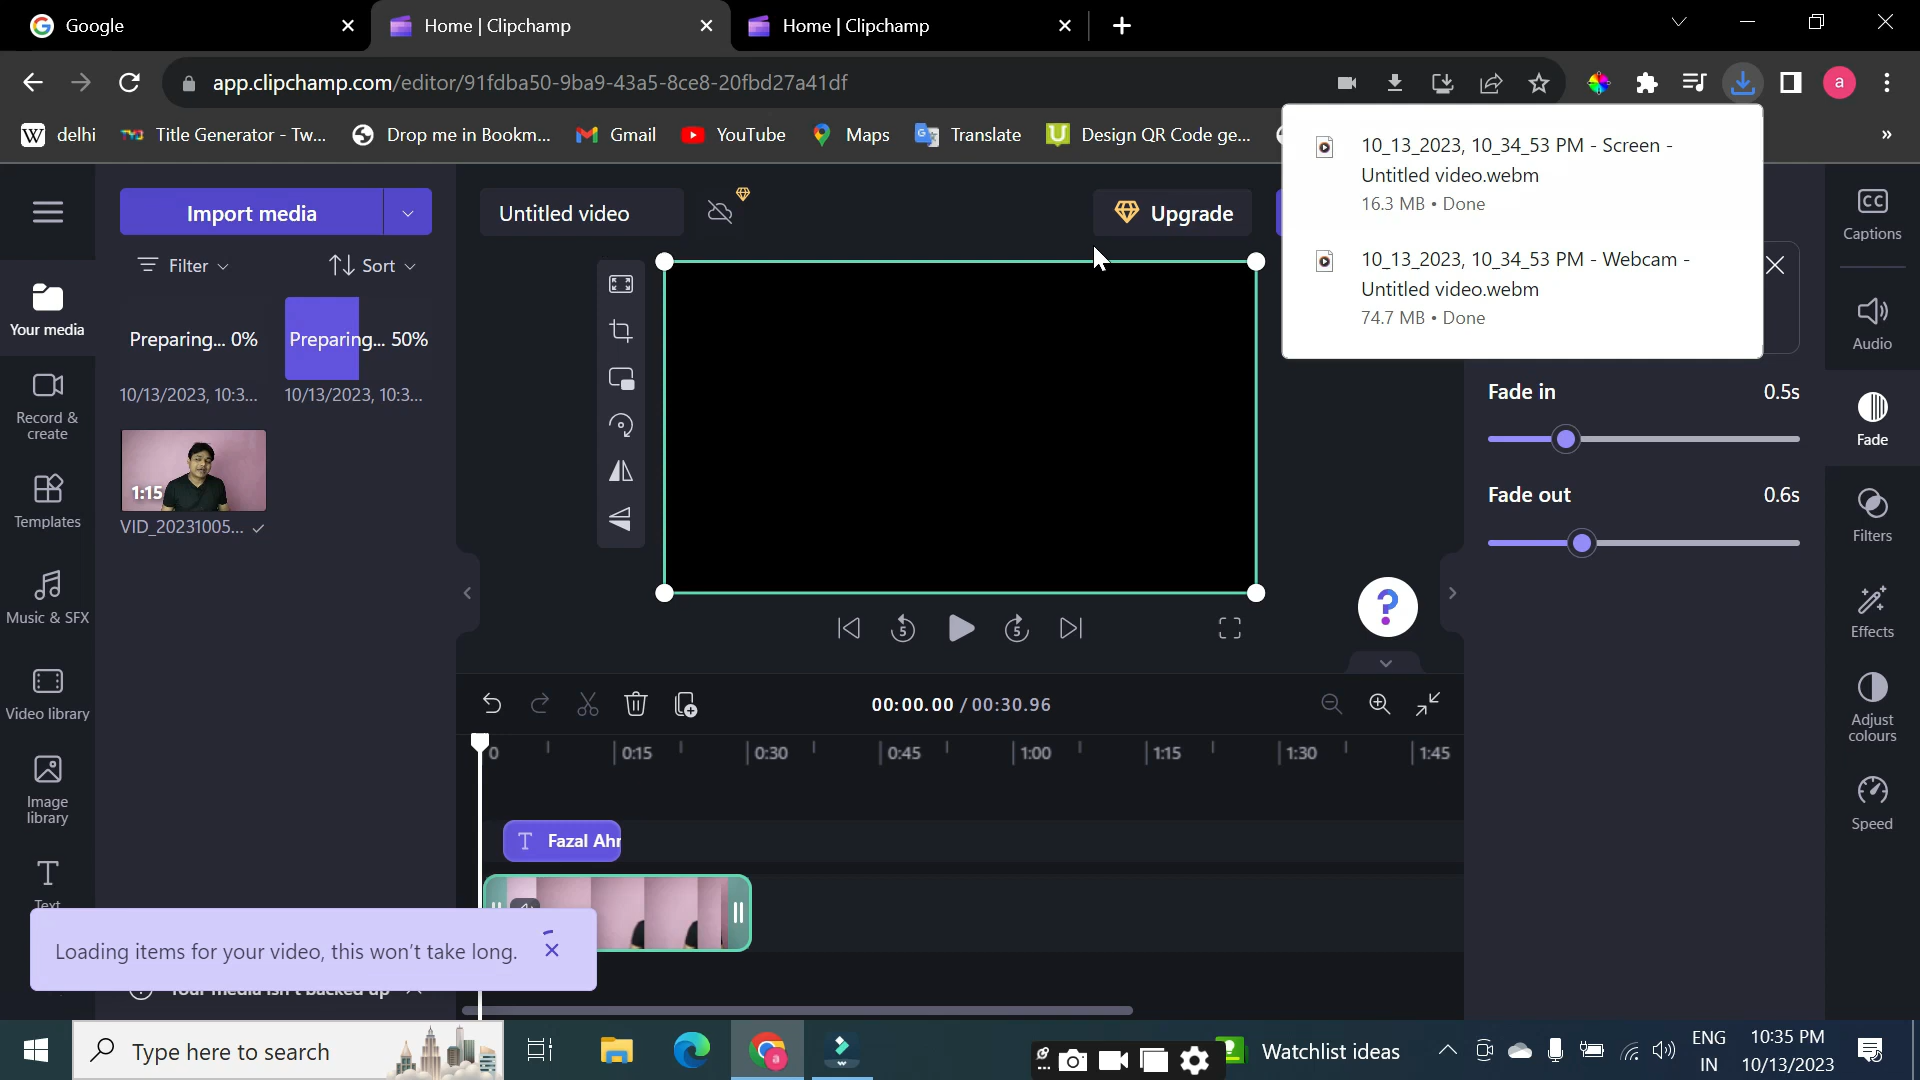 Google
Home | Clipchamp
Home | Clipchamp
app.clipchamp.com/editor/91fdba50-9ba9-43a5-8ce8-20fbd27a41df
a
W delhi
Title Generator - Tw...
Drop me in Bookm...
Gmail
YouTube
Maps
Translate
Design QR Code ge...
»
10_13_2023, 10_34_53 PM - Screen -
Untitled video.webm
16.3 MB • Done
10_13_2023, 10_34_53 PM - Webcam -
Untitled video.webm
74.7 MB • Done
Import media
Untitled video
Upgrade
Filter
Sort
Your media
Preparing... 0%
Preparing... 50%
10/13/2023, 10:3...
10/13/2023, 10:3...
1:15
VID_20231005...
Record &
create
Templates
Music & SFX
Video library
Image
library
Text
CC
Captions
Audio
Fade
Filters
Effects
Adjust
colours
Speed
Fade in
0.5s
Fade out
0.6s
5
5
?
00:00.00 / 00:30.96
0
0:15
0:30
0:45
1:00
1:15
1:30
1:45
T Fazal Ahr
Loading items for your video, this won't take long.
Your media isn't backed up
Type here to search
a
Watchlist ideas
ENG
IN
10:35 PM
10/13/2023